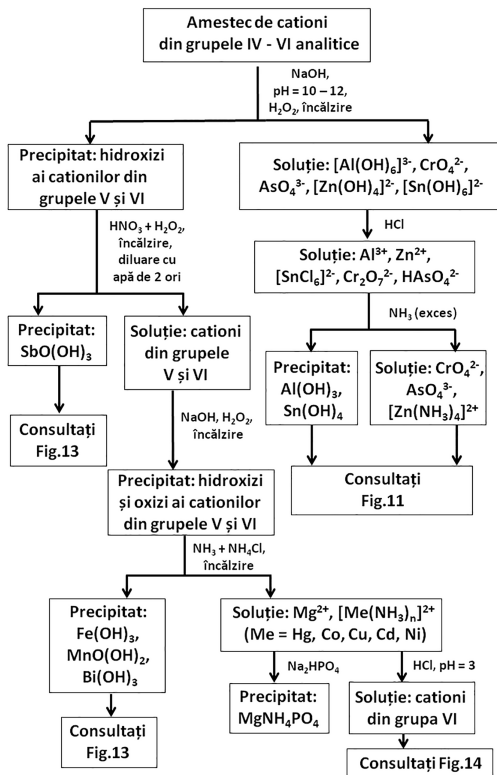 Amestec de cationi
din grupele IV - VI analitice
NaOH,
pH = 10 – 12,
H₂O₂, încălzire
Precipitat: hidroxizi
ai cationilor din
grupele V și VI
Soluție: [Al(OH)₆]³⁻, CrO₄²⁻,
AsO₄³⁻, [Zn(OH)₄]²⁻, [Sn(OH)₆]²⁻
HNO₃ + H₂O₂,
încălzire,
diluare cu
apă de 2 ori
HCl
Soluție: Al³⁺, Zn²⁺,
[SnCl₆]²⁻, Cr₂O₇²⁻, HAsO₄²⁻
NH₃ (exces)
Precipitat:
SbO(OH)₃
Soluție: cationi
din grupele
V și VI
Precipitat:
Al(OH)₃,
Sn(OH)₄
Soluție: CrO₄²⁻,
AsO₄³⁻,
[Zn(NH₃)₄]²⁺
Consultați
Fig.13
NaOH, H₂O₂,
încălzire
Consultați
Fig.11
Precipitat: hidroxizi
și oxizi ai cationilor
din grupele V și VI
NH₃ + NH₄Cl,
încălzire
Precipitat:
Fe(OH)₃,
MnO(OH)₂,
Bi(OH)₃
Soluție: Mg²⁺, [Me(NH₃)ₙ]²⁺
(Me = Hg, Co, Cu, Cd, Ni)
Na₂HPO₄
HCl, pH = 3
Precipitat:
MgNH₄PO₄
Soluție: cationi
din grupa VI
Consultați
Fig.13
Consultați Fig.14